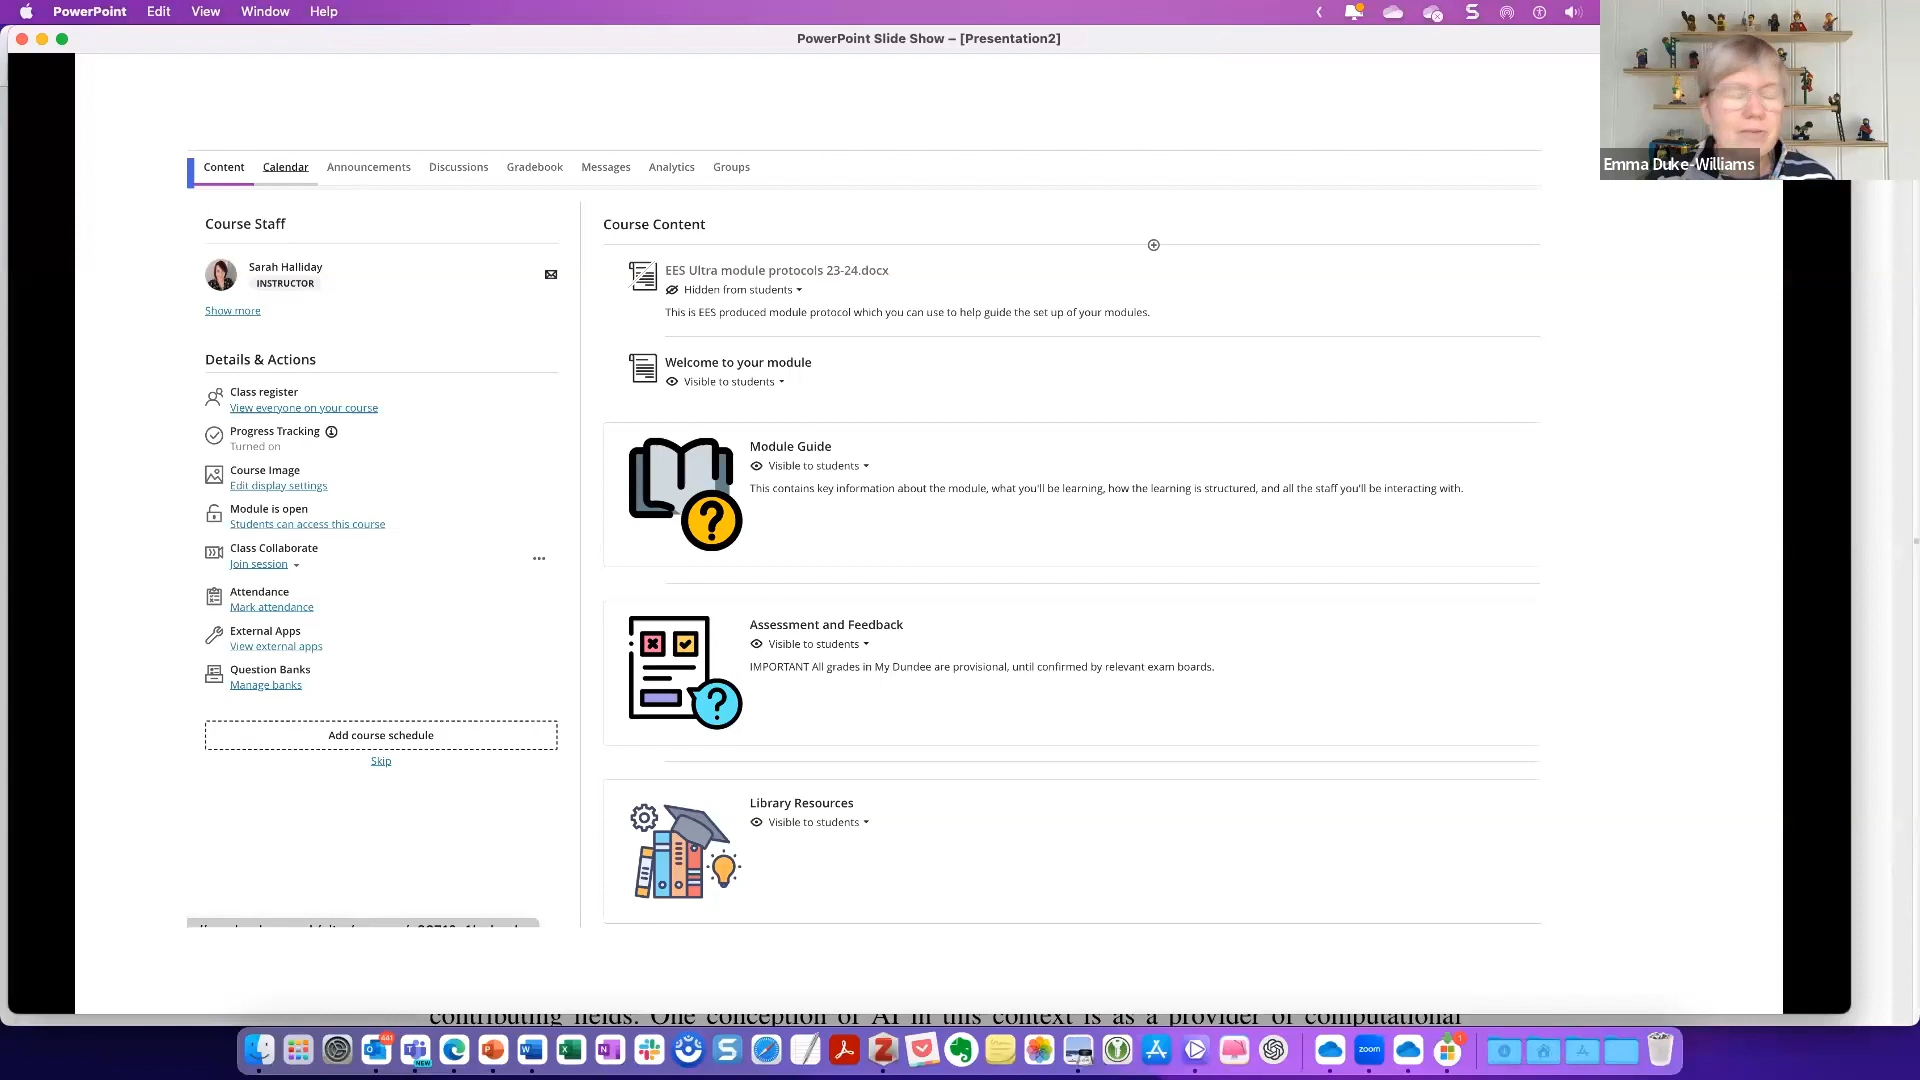 PowerPoint Edit View Window Help
PowerPoint Slide Show – [Presentation2]
Emma Duke-Williams
Content Calendar Announcements Discussions Gradebook Messages Analytics Groups
Course Staff
Sarah Halliday
INSTRUCTOR
Show more
Details & Actions
Class register
View everyone on your course
Progress Tracking
Turned on
Course Image
Edit display settings
Module is open
Students can access this course
Class Collaborate
Join session
Attendance
Mark attendance
External Apps
View external apps
Question Banks
Manage banks
Add course schedule
Skip
Course Content
EES Ultra module protocols 23-24.docx
Hidden from students
This is EES produced module protocol which you can use to help guide the set up of your modules.
Welcome to your module
Visible to students
Module Guide
Visible to students
This contains key information about the module, what you'll be learning, how the learning is structured, and all the staff you'll be interacting with.
Assessment and Feedback
Visible to students
IMPORTANT All grades in My Dundee are provisional, until confirmed by relevant exam boards.
Library Resources
Visible to students
contributing fields. One conception of AI in this context is as a provider of computational
441
NEW
zoom
1